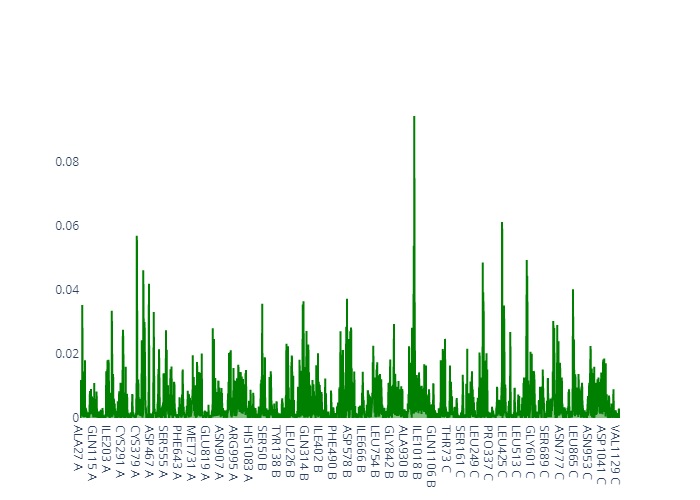 0.08
0.06
0.04
0.02
0
ALA27 A
GLN115 A
ILE203 A
CYS291 A
CYS379 A
ASP467 A
SER555 A
PHE643 A
MET731 A
GLU819 A
ASN907 A
ARG995 A
HIS1083 A
SER50 B
TYR138 B
LEU226 B
GLN314 B
ILE402 B
PHE490 B
ASP578 B
ILE666 B
LEU754 B
GLY842 B
ALA930 B
ILE1018 B
GLN1106 B
THR73 C
SER161 C
LEU249 C
PRO337 C
LEU425 C
LEU513 C
GLY601 C
SER689 C
ASN777 C
LEU865 C
ASN953 C
ASP1041 C
VAL1129 C